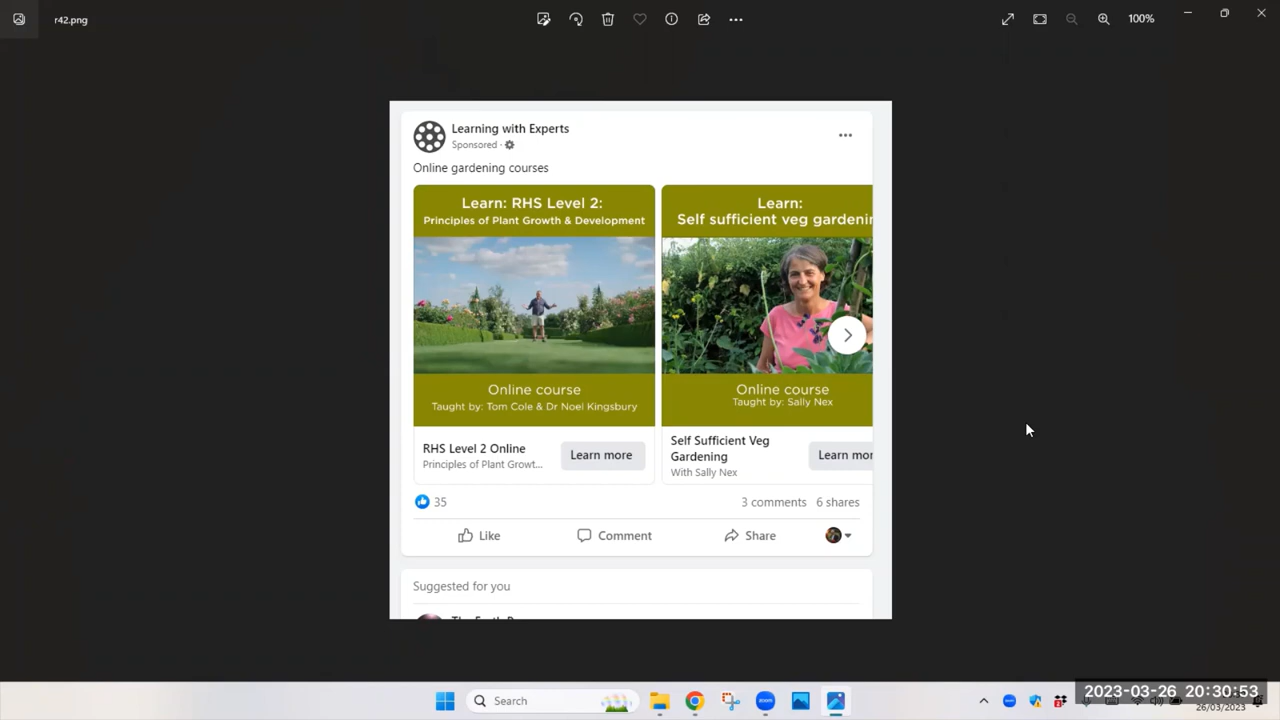 r42.png
100%
Learning with Experts
Sponsored ·
Online gardening courses
Learn: RHS Level 2:
Principles of Plant Growth & Development
Online course
Taught by: Tom Cole & Dr Noel Kingsbury
RHS Level 2 Online
Principles of Plant Growt...
Learn more
Learn:
Self sufficient veg gardenin
Online course
Taught by: Sally Nex
Self Sufficient Veg
Gardening
With Sally Nex
Learn mor
35
3 comments 6 shares
Like
Comment
Share
Suggested for you
Search
zoom
2023-03-26 20:30:53
26/03/2023